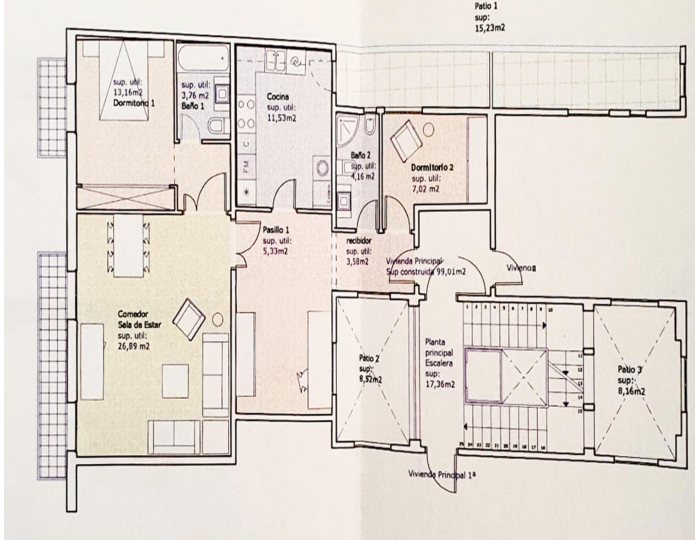 Patio 1
sup:
15,23m2
sup. util:
13,16m2
Dormitorio 1
sup. util:
3,76 m2
Baño 1
Cocina
sup. util:
11,53m2
C
FM
Baño 2
sup. util:
4,16 m2
Dormitorio 2
sup. util:
7,02 m2
Pasillo 1
sup. util:
5,33m2
recibidor
sup. util:
3,58m2
Vivienda Principal
Sup construida 99,01m2
Comedor
Sala de Estar
sup. util:
26,89 m2
Patio 2
sup:
8,52m2
Planta
principal
Escalera
sup:
17,36m2
Patio 3
sup:
8,16m2
Vivienda Principal 1ª